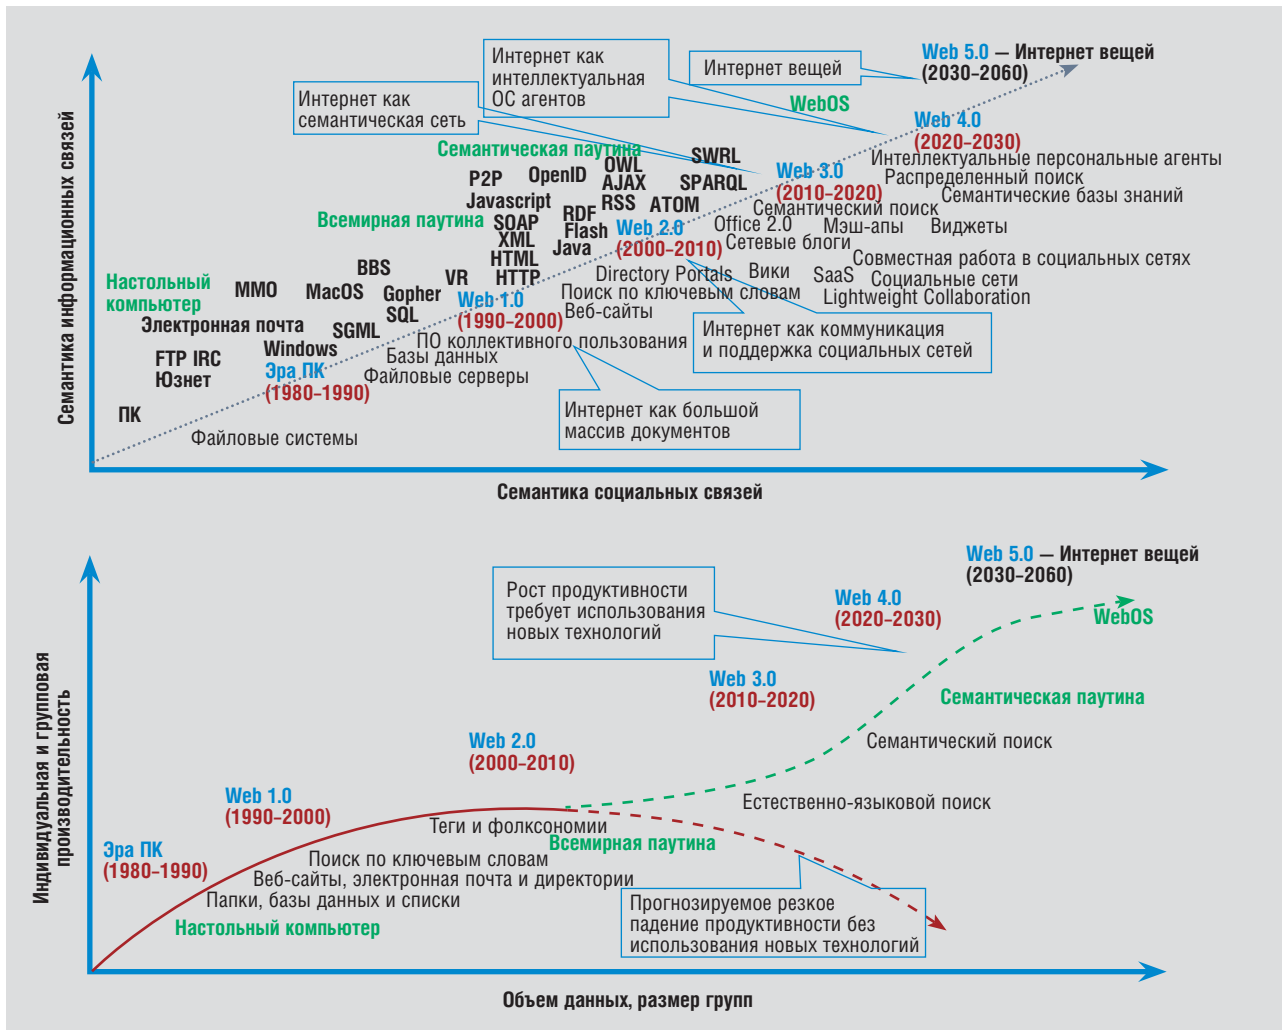 Семантика информационных связей
Интернет как
интеллектуальная
ОС агентов
Интернет вещей
Web 5.0 — Интернет вещей
(2030–2060)
Интернет как
семантическая сеть
WebOS
Web 4.0
(2020–2030)
Семантическая паутина
OWL
SWRL
Интеллектуальные персональные агенты
P2P
OpenID
AJAX
SPARQL
Web 3.0
(2010–2020)
Распределенный поиск
Семантические базы знаний
Javascript
RSS
ATOM
Семантический поиск
Всемирная паутина
SOAP
RDF
Flash
Web 2.0
(2000–2010)
Office 2.0
Мэш-апы
Виджеты
XML
Java
Сетевые блоги
HTML
HTTP
Совместная работа в социальных сетях
BBS
VR
Directory Portals
Вики
SaaS
Социальные сети
Настольный
компьютер
MMO
MacOS
Gopher
SQL
Web 1.0
(1990–2000)
Поиск по ключевым словам
Lightweight Collaboration
Веб-сайты
Электронная почта
SGML
ПО коллективного пользования
Интернет как коммуникация
и поддержка социальных сетей
FTP IRC
Юзнет
Windows
Базы данных
Эра ПК
(1980–1990)
Файловые серверы
ПК
Файловые системы
Интернет как большой
массив документов
Семантика социальных связей
Индивидуальная и групповая
производительность
Web 5.0 — Интернет вещей
(2030–2060)
Рост продуктивности
требует использования
новых технологий
Web 4.0
(2020–2030)
WebOS
Web 3.0
(2010–2020)
Семантическая паутина
Web 2.0
(2000–2010)
Семантический поиск
Web 1.0
(1990–2000)
Естественно-языковой поиск
Теги и фолксономии
Всемирная паутина
Эра ПК
(1980–1990)
Поиск по ключевым словам
Веб-сайты, электронная почта и директории
Папки, базы данных и списки
Настольный компьютер
Прогнозируемое резкое
падение продуктивности без
использования новых технологий
Объем данных, размер групп